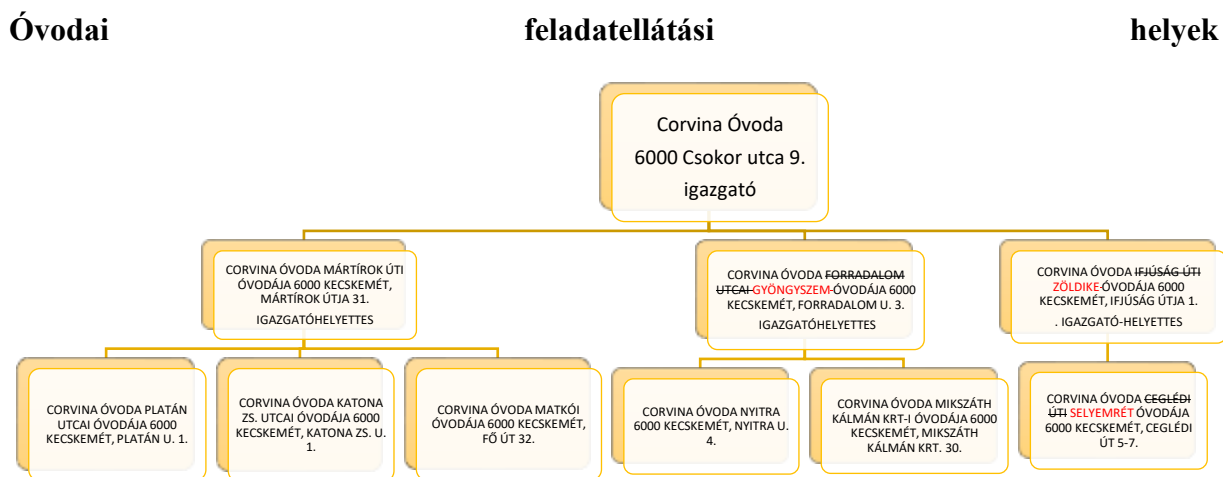 Óvodai feladatellátási helyek
Corvina Óvoda
6000 Csokor utca 9.
igazgató
CORVINA ÓVODA MÁRTÍROK ÚTI
ÓVODÁJA 6000 KECSKEMÉT,
MÁRTÍROK ÚTJA 31.
IGAZGATÓHELYETTES
CORVINA ÓVODA FORRADALOM
UTCAI GYÖNGYSZEM ÓVODÁJA 6000
KECSKEMÉT, FORRADALOM U. 3.
IGAZGATÓHELYETTES
CORVINA ÓVODA IFJÚSÁG ÚTI
ZÖLDIKE ÓVODÁJA 6000
KECSKEMÉT, IFJÚSÁG ÚTJA 1.
. IGAZGATÓ-HELYETTES
CORVINA ÓVODA PLATÁN
UTCAI ÓVODÁJA 6000
KECSKEMÉT, PLATÁN U. 1.
CORVINA ÓVODA KATONA
ZS. UTCAI ÓVODÁJA 6000
KECSKEMÉT, KATONA ZS. U.
1.
CORVINA ÓVODA MATKÓI
ÓVODÁJA 6000 KECSKEMÉT,
FŐ ÚT 32.
CORVINA ÓVODA NYITRA
6000 KECSKEMÉT, NYITRA U.
4.
CORVINA ÓVODA MIKSZÁTH
KÁLMÁN KRT-I ÓVODÁJA 6000
KECSKEMÉT, MIKSZÁTH
KÁLMÁN KRT. 30.
CORVINA ÓVODA CEGLÉDI
ÚTI SELYEMRÉT ÓVODÁJA
6000 KECSKEMÉT, CEGLÉDI
ÚT 5-7.